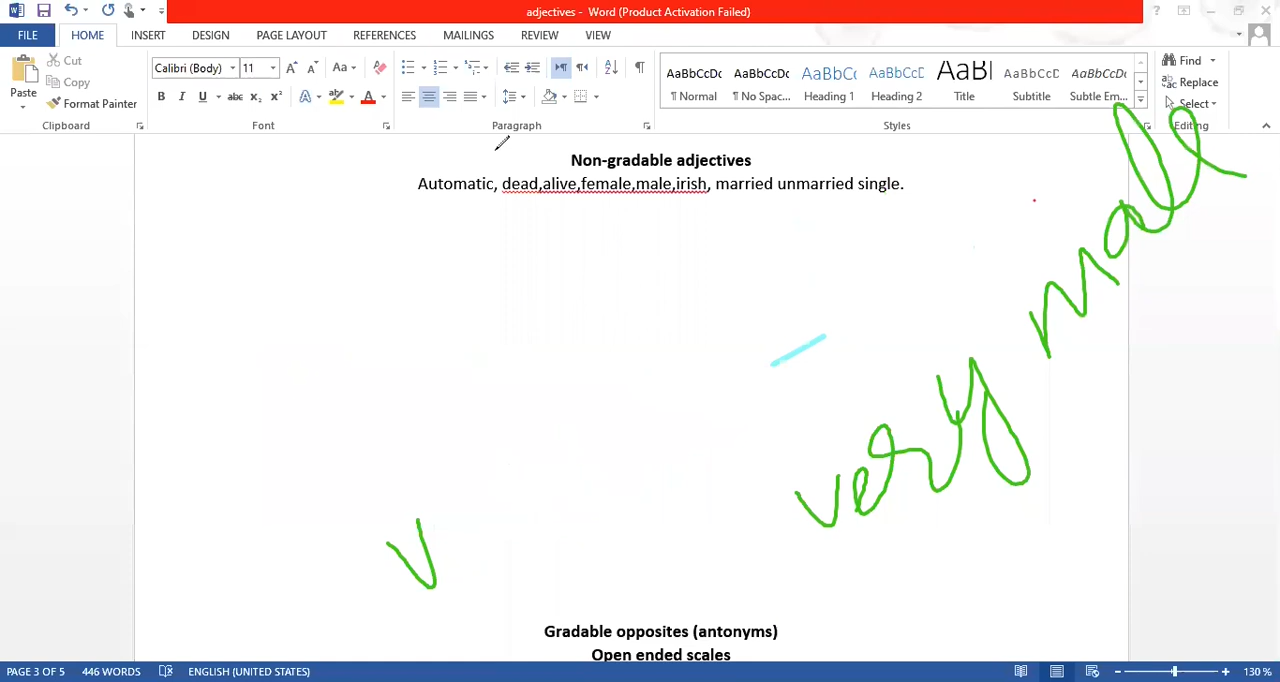 adjectives - Word (Product Activation Failed)
FILE HOME INSERT DESIGN PAGE LAYOUT REFERENCES MAILINGS REVIEW VIEW
Paste
Cut
Copy
Format Painter
Clipboard
Calibri (Body) 11
Font
Paragraph
AaBbCcDc AaBbCcDc AaBbCc AaBbCcE AaBl AaBbCcD AaBbCcDc
¶ Normal ¶ No Spac... Heading 1 Heading 2 Title Subtitle Subtle Em...
Styles
Find
Replace
Select
Editing
Non-gradable adjectives
Automatic, dead,alive,female,male,irish, married unmarried single.
very male
v
Gradable opposites (antonyms)
Open ended scales
PAGE 3 OF 5 446 WORDS ENGLISH (UNITED STATES) 130 %